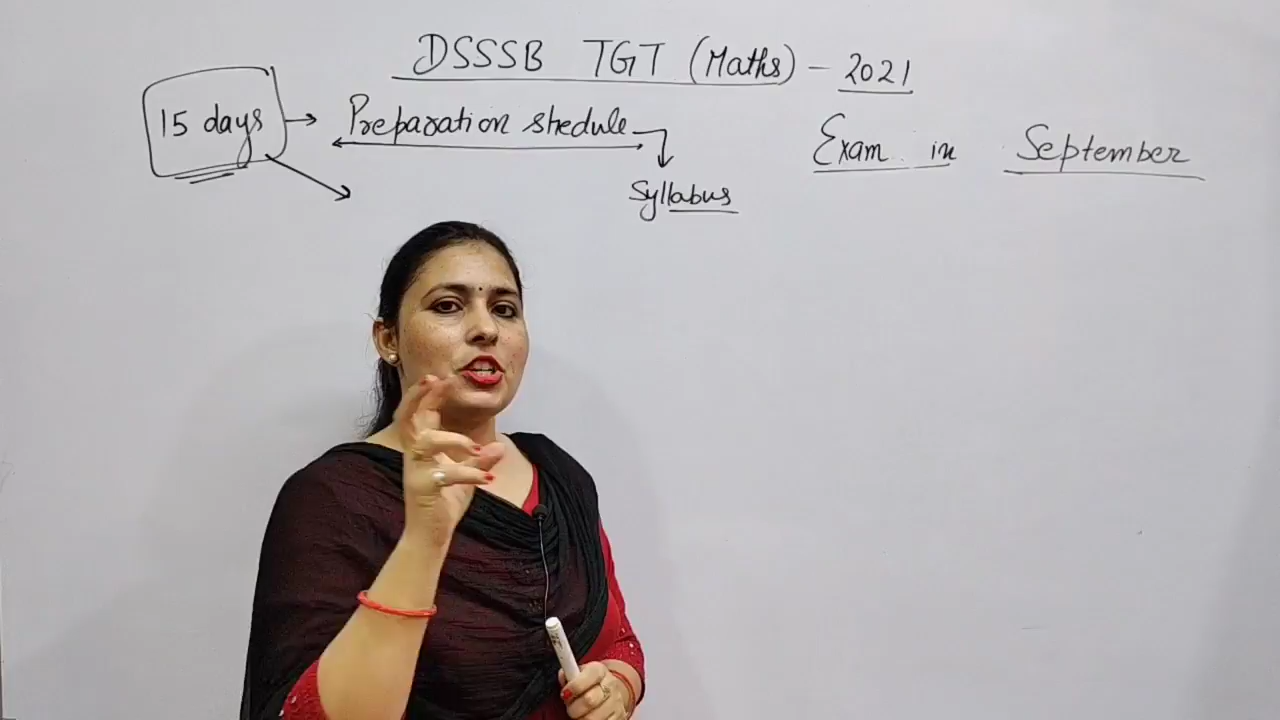 DSSSB TGT (Maths) - 2021
15 days → Preparation shedule
Exam in September
Syllabus